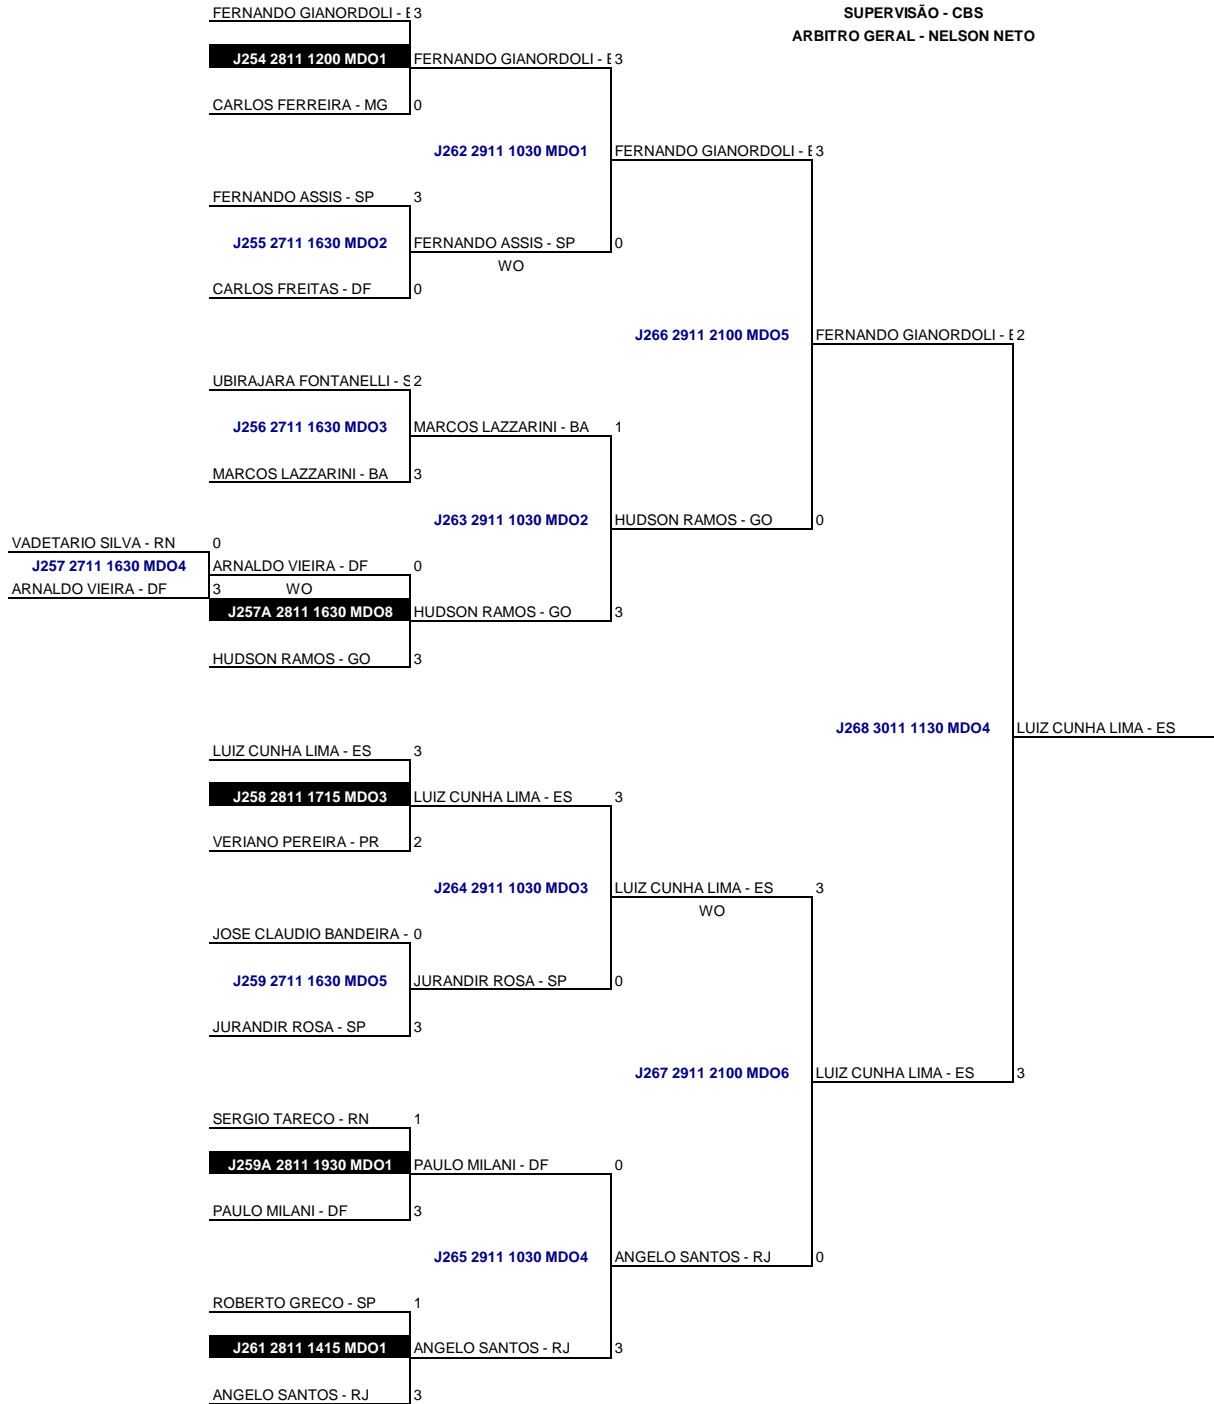 FERNANDO GIANORDOLI - E 3
SUPERVISÃO - CBS
ARBITRO GERAL - NELSON NETO
J254 2811 1200 MDO1 FERNANDO GIANORDOLI - E 3
CARLOS FERREIRA - MG 0
J262 2911 1030 MDO1 FERNANDO GIANORDOLI - E 3
FERNANDO ASSIS - SP 3
J255 2711 1630 MDO2 FERNANDO ASSIS - SP 0
WO
CARLOS FREITAS - DF 0
J266 2911 2100 MDO5 FERNANDO GIANORDOLI - E 2
UBIRAJARA FONTANELLI - S 2
J256 2711 1630 MDO3 MARCOS LAZZARINI - BA 1
MARCOS LAZZARINI - BA 3
J263 2911 1030 MDO2 HUDSON RAMOS - GO 0
VADETARIO SILVA - RN 0
J257 2711 1630 MDO4 ARNALDO VIEIRA - DF 0
ARNALDO VIEIRA - DF 3 WO
J257A 2811 1630 MDO8 HUDSON RAMOS - GO 3
HUDSON RAMOS - GO 3
J268 3011 1130 MDO4 LUIZ CUNHA LIMA - ES
LUIZ CUNHA LIMA - ES 3
J258 2811 1715 MDO3 LUIZ CUNHA LIMA - ES 3
VERIANO PEREIRA - PR 2
J264 2911 1030 MDO3 LUIZ CUNHA LIMA - ES 3
WO
JOSE CLAUDIO BANDEIRA - 0
J259 2711 1630 MDO5 JURANDIR ROSA - SP 0
JURANDIR ROSA - SP 3
J267 2911 2100 MDO6 LUIZ CUNHA LIMA - ES 3
SERGIO TARECO - RN 1
J259A 2811 1930 MDO1 PAULO MILANI - DF 0
PAULO MILANI - DF 3
J265 2911 1030 MDO4 ANGELO SANTOS - RJ 0
ROBERTO GRECO - SP 1
J261 2811 1415 MDO1 ANGELO SANTOS - RJ 3
ANGELO SANTOS - RJ 3